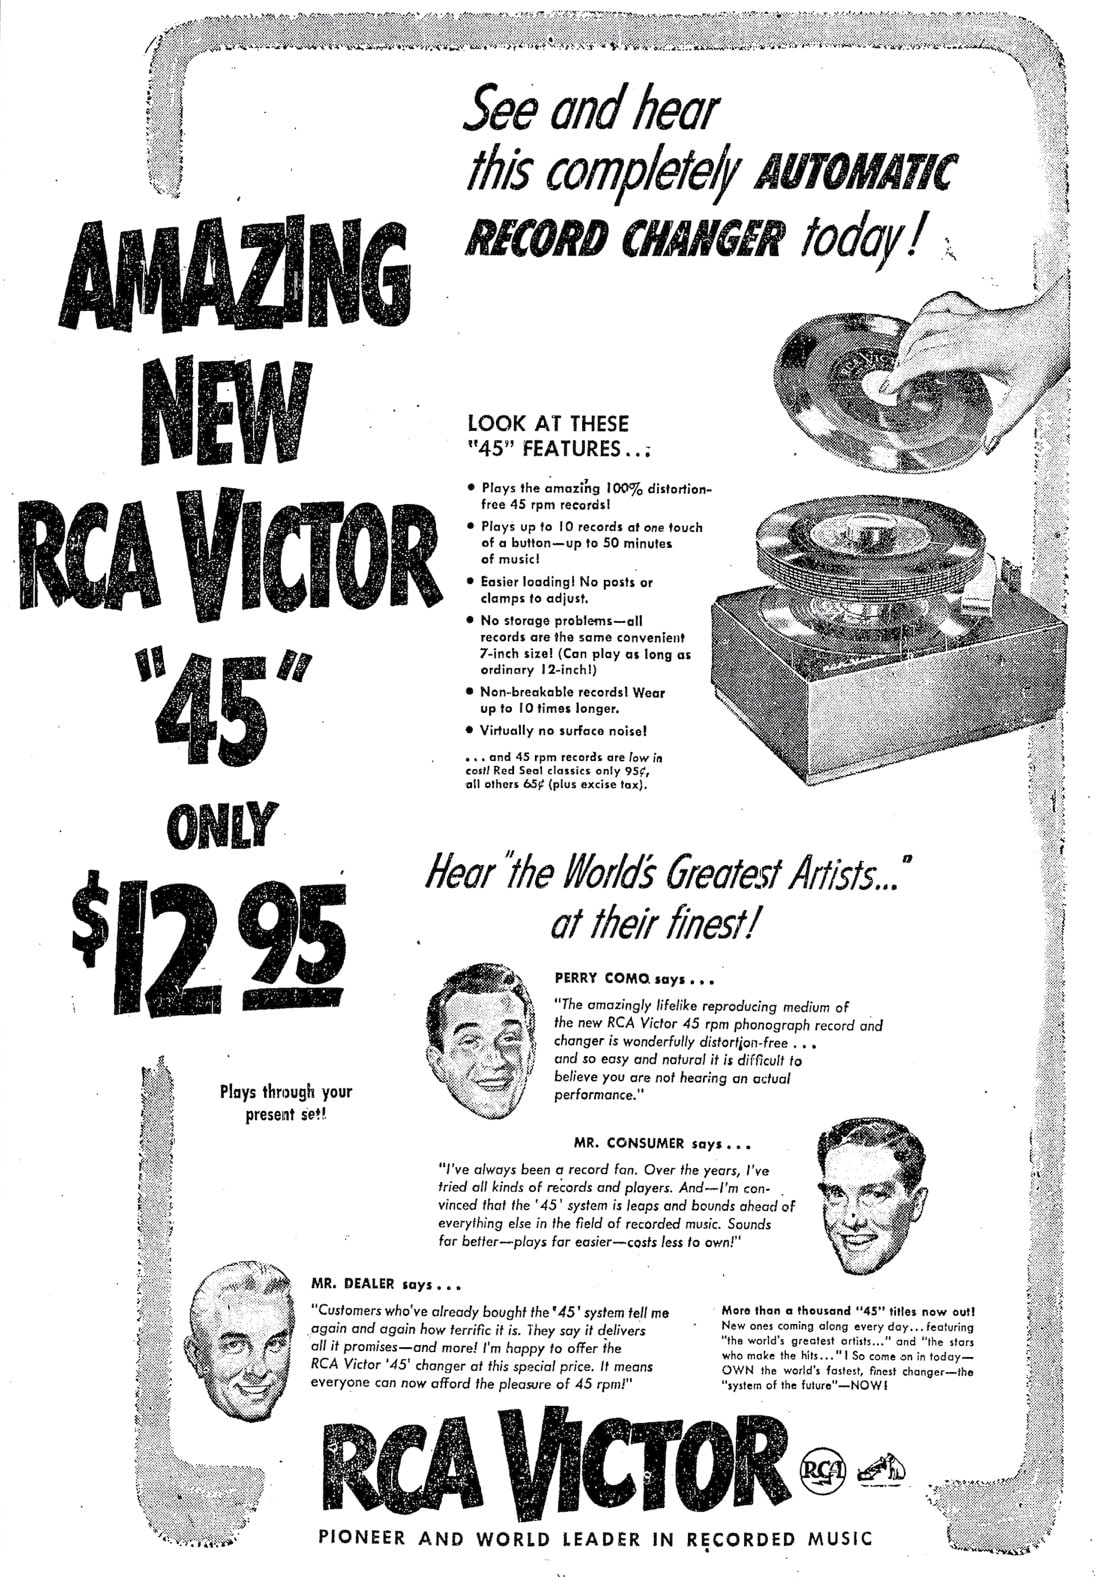 See and hear
this completely AUTOMATIC
RECORD CHANGER today!
AMAZING
NEW
RCA VICTOR
"45"
ONLY
$12 95
Plays through your
present set!
RCA VICTOR
LOOK AT THESE
"45" FEATURES...
• Plays the amazing 100% distortion-
free 45 rpm records!
• Plays up to 10 records at one touch
of a button—up to 50 minutes
of music!
• Easier loading! No posts or
clamps to adjust.
• No storage problems—all
records are the same convenient
7-inch size! (Can play as long as
ordinary 12-inch!)
• Non-breakable records! Wear
up to 10 times longer.
• Virtually no surface noise!
... and 45 rpm records are low in
cost! Red Seal classics only 95¢,
all others 65¢ (plus excise tax).
Hear "the World's Greatest Artists..."
at their finest!
PERRY COMO says...
"The amazingly lifelike reproducing medium of
the new RCA Victor 45 rpm phonograph record and
changer is wonderfully distortion-free . . .
and so easy and natural it is difficult to
believe you are not hearing an actual
performance."
MR. CONSUMER says...
"I've always been a record fan. Over the years, I've
tried all kinds of records and players. And—I'm con-
vinced that the '45' system is leaps and bounds ahead of
everything else in the field of recorded music. Sounds
far better—plays far easier—costs less to own!"
MR. DEALER says...
"Customers who've already bought the '45' system tell me
again and again how terrific it is. They say it delivers
all it promises—and more! I'm happy to offer the
RCA Victor '45' changer at this special price. It means
everyone can now afford the pleasure of 45 rpm!"
More than a thousand "45" titles now out!
New ones coming along every day...featuring
"the world's greatest artists..." and "the stars
who make the hits..."! So come on in today—
OWN the world's fastest, finest changer—the
"system of the future"—NOW!
RCA VICTOR
RCA
PIONEER AND WORLD LEADER IN RECORDED MUSIC